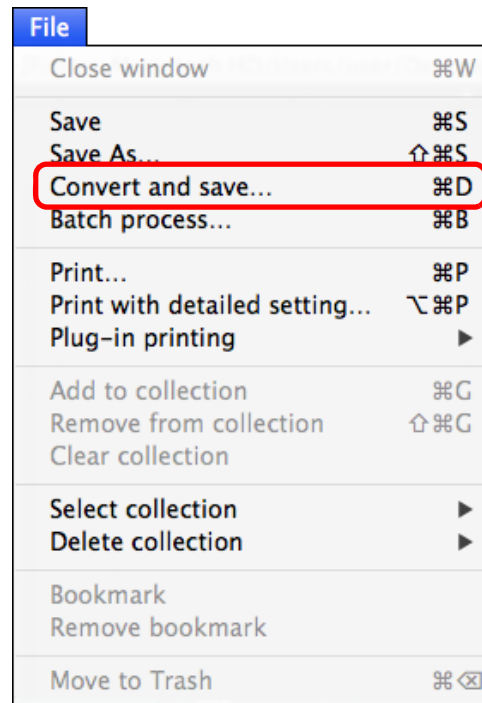 File
Close window ⌘W
Save ⌘S
Save As... ⇧⌘S
Convert and save... ⌘D
Batch process... ⌘B
Print... ⌘P
Print with detailed setting... ⌥⌘P
Plug-in printing ▶
Add to collection ⌘G
Remove from collection ⇧⌘G
Clear collection
Select collection ▶
Delete collection ▶
Bookmark
Remove bookmark
Move to Trash ⌘⌫